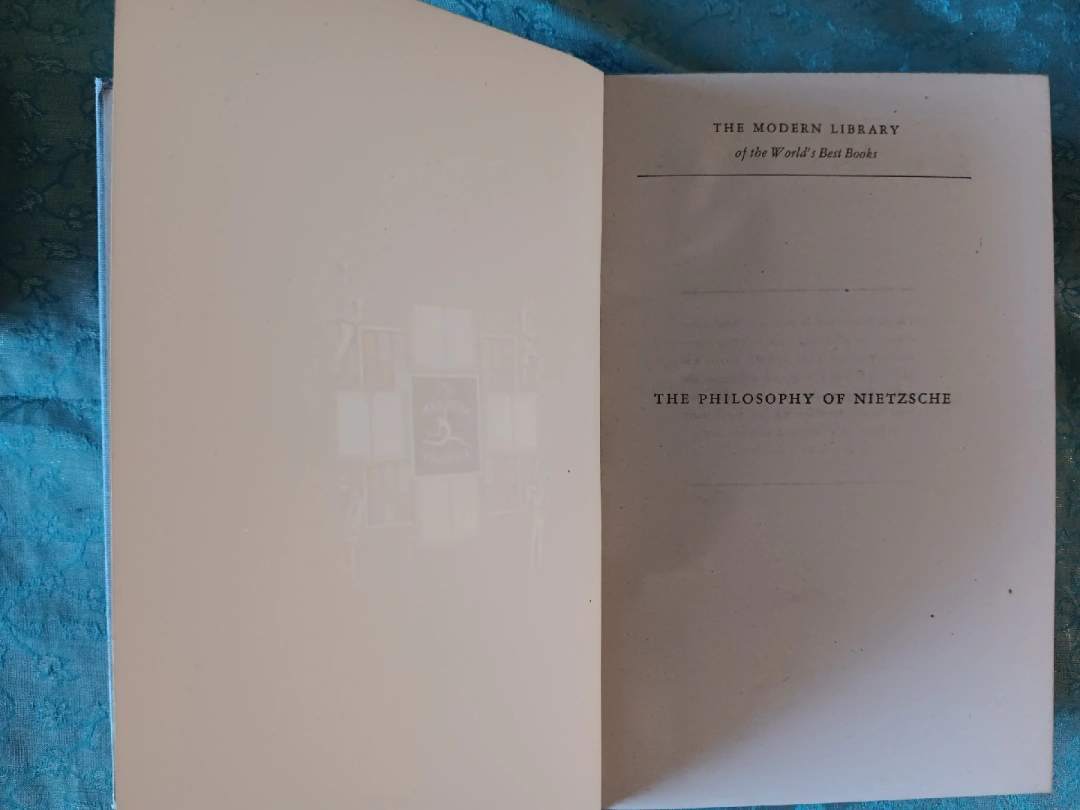 THE MODERN LIBRARY
of the World's Best Books
THE PHILOSOPHY OF NIETZSCHE